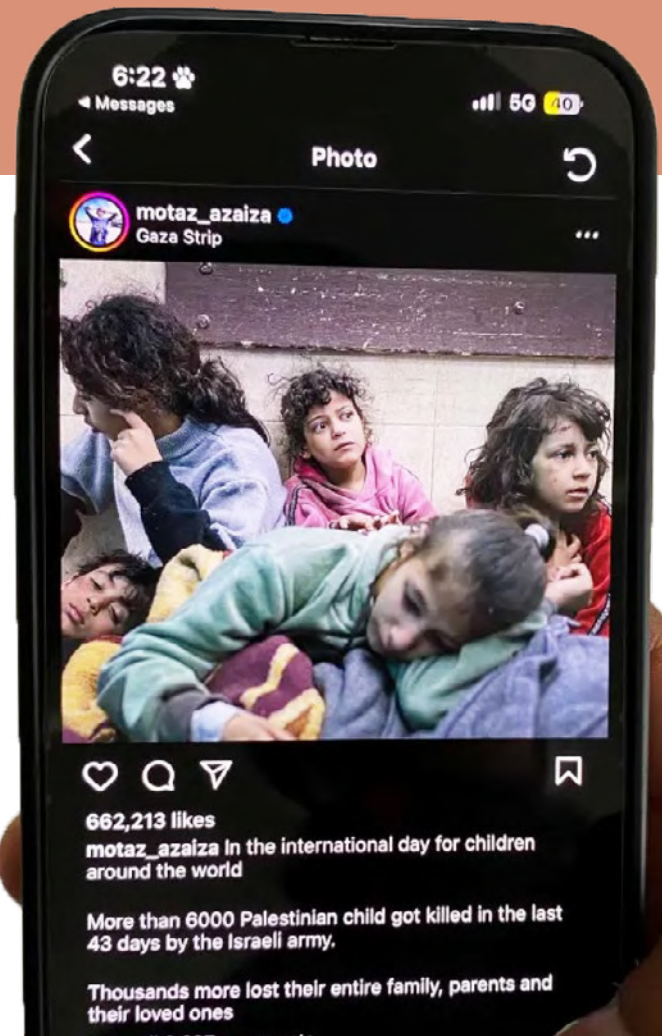 6:22
Messages
5G 40
Photo
motaz_azaiza
Gaza Strip
662,213 likes
motaz_azaiza In the international day for children
around the world
More than 6000 Palestinian child got killed in the last
43 days by the Israeli army.
Thousands more lost their entire family, parents and
their loved ones